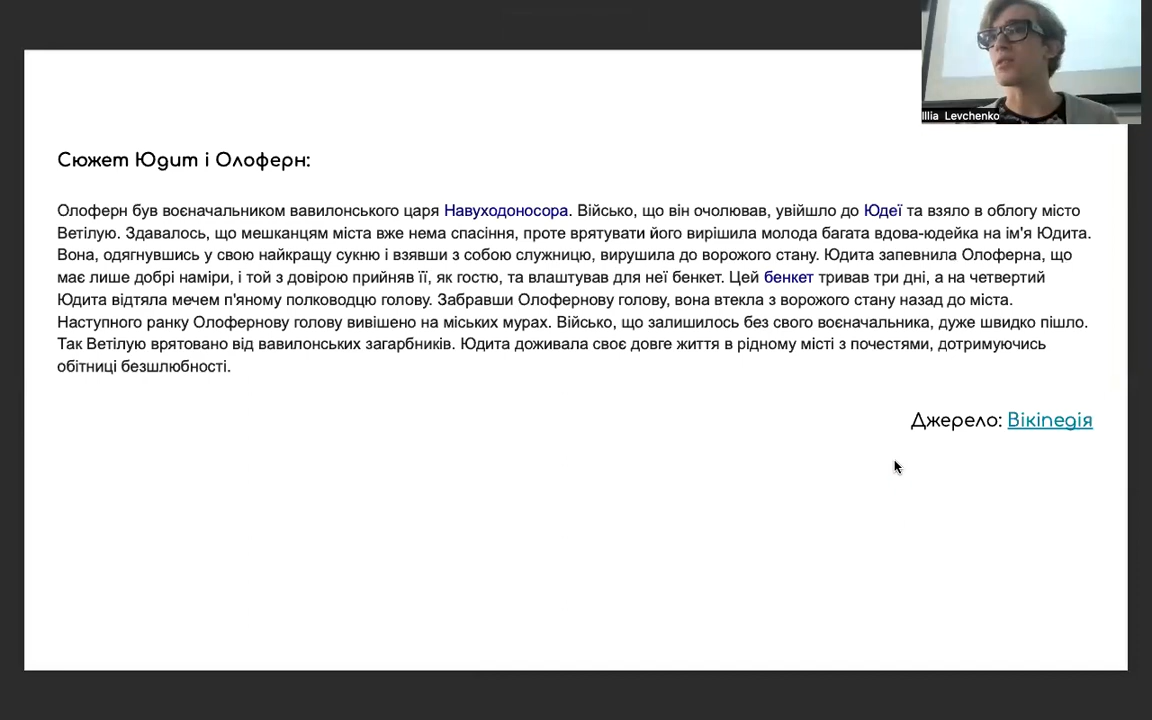 Illia Levchenko
Сюжет Юдит і Олоферн:
Олоферн був воєначальником вавилонського царя Навуходоносора. Військо, що він очолював, увійшло до Юдеї та взяло в облогу місто
Ветілую. Здавалось, що мешканцям міста вже нема спасіння, проте врятувати його вирішила молода багата вдова-юдейка на ім'я Юдита.
Вона, одягнувшись у свою найкращу сукню і взявши з собою служницю, вирушила до ворожого стану. Юдита запевнила Олоферна, що
має лише добрі наміри, і той з довірою прийняв її, як гостю, та влаштував для неї бенкет. Цей бенкет тривав три дні, а на четвертий
Юдита відтяла мечем п'яному полководцю голову. Забравши Олофернову голову, вона втекла з ворожого стану назад до міста.
Наступного ранку Олофернову голову вивішено на міських мурах. Військо, що залишилось без свого воєначальника, дуже швидко пішло.
Так Ветілую врятовано від вавилонських загарбників. Юдита доживала своє довге життя в рідному місті з почестями, дотримуючись
обітниці безшлюбності.
Джерело: Вікіпедія